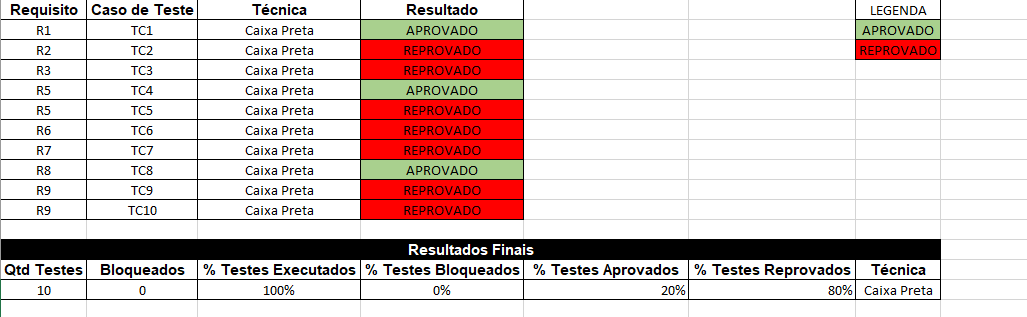 Requisito Caso de Teste Técnica Resultado LEGENDA
R1 TC1 Caixa Preta APROVADO APROVADO
R2 TC2 Caixa Preta REPROVADO REPROVADO
R3 TC3 Caixa Preta REPROVADO
R5 TC4 Caixa Preta APROVADO
R5 TC5 Caixa Preta REPROVADO
R6 TC6 Caixa Preta REPROVADO
R7 TC7 Caixa Preta REPROVADO
R8 TC8 Caixa Preta APROVADO
R9 TC9 Caixa Preta REPROVADO
R9 TC10 Caixa Preta REPROVADO
Resultados Finais
Qtd Testes Bloqueados % Testes Executados % Testes Bloqueados % Testes Aprovados % Testes Reprovados Técnica
10 0 100% 0% 20% 80% Caixa Preta